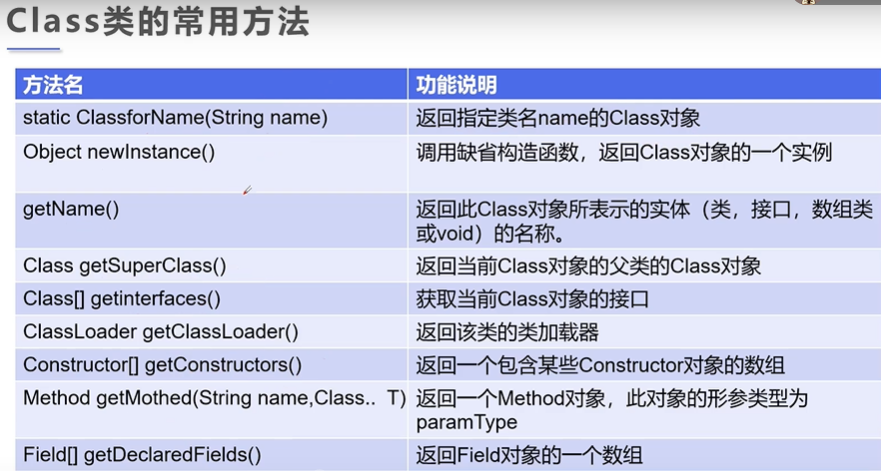 Class类的常用方法
方法名 功能说明
static ClassforName(String name) 返回指定类名name的Class对象
Object newInstance() 调用缺省构造函数，返回Class对象的一个实例
getName() 返回此Class对象所表示的实体（类，接口，数组类
或void）的名称。
Class getSuperClass() 返回当前Class对象的父类的Class对象
Class[] getinterfaces() 获取当前Class对象的接口
ClassLoader getClassLoader() 返回该类的类加载器
Constructor[] getConstructors() 返回一个包含某些Constructor对象的数组
Method getMothed(String name,Class.. T) 返回一个Method对象，此对象的形参类型为
paramType
Field[] getDeclaredFields() 返回Field对象的一个数组